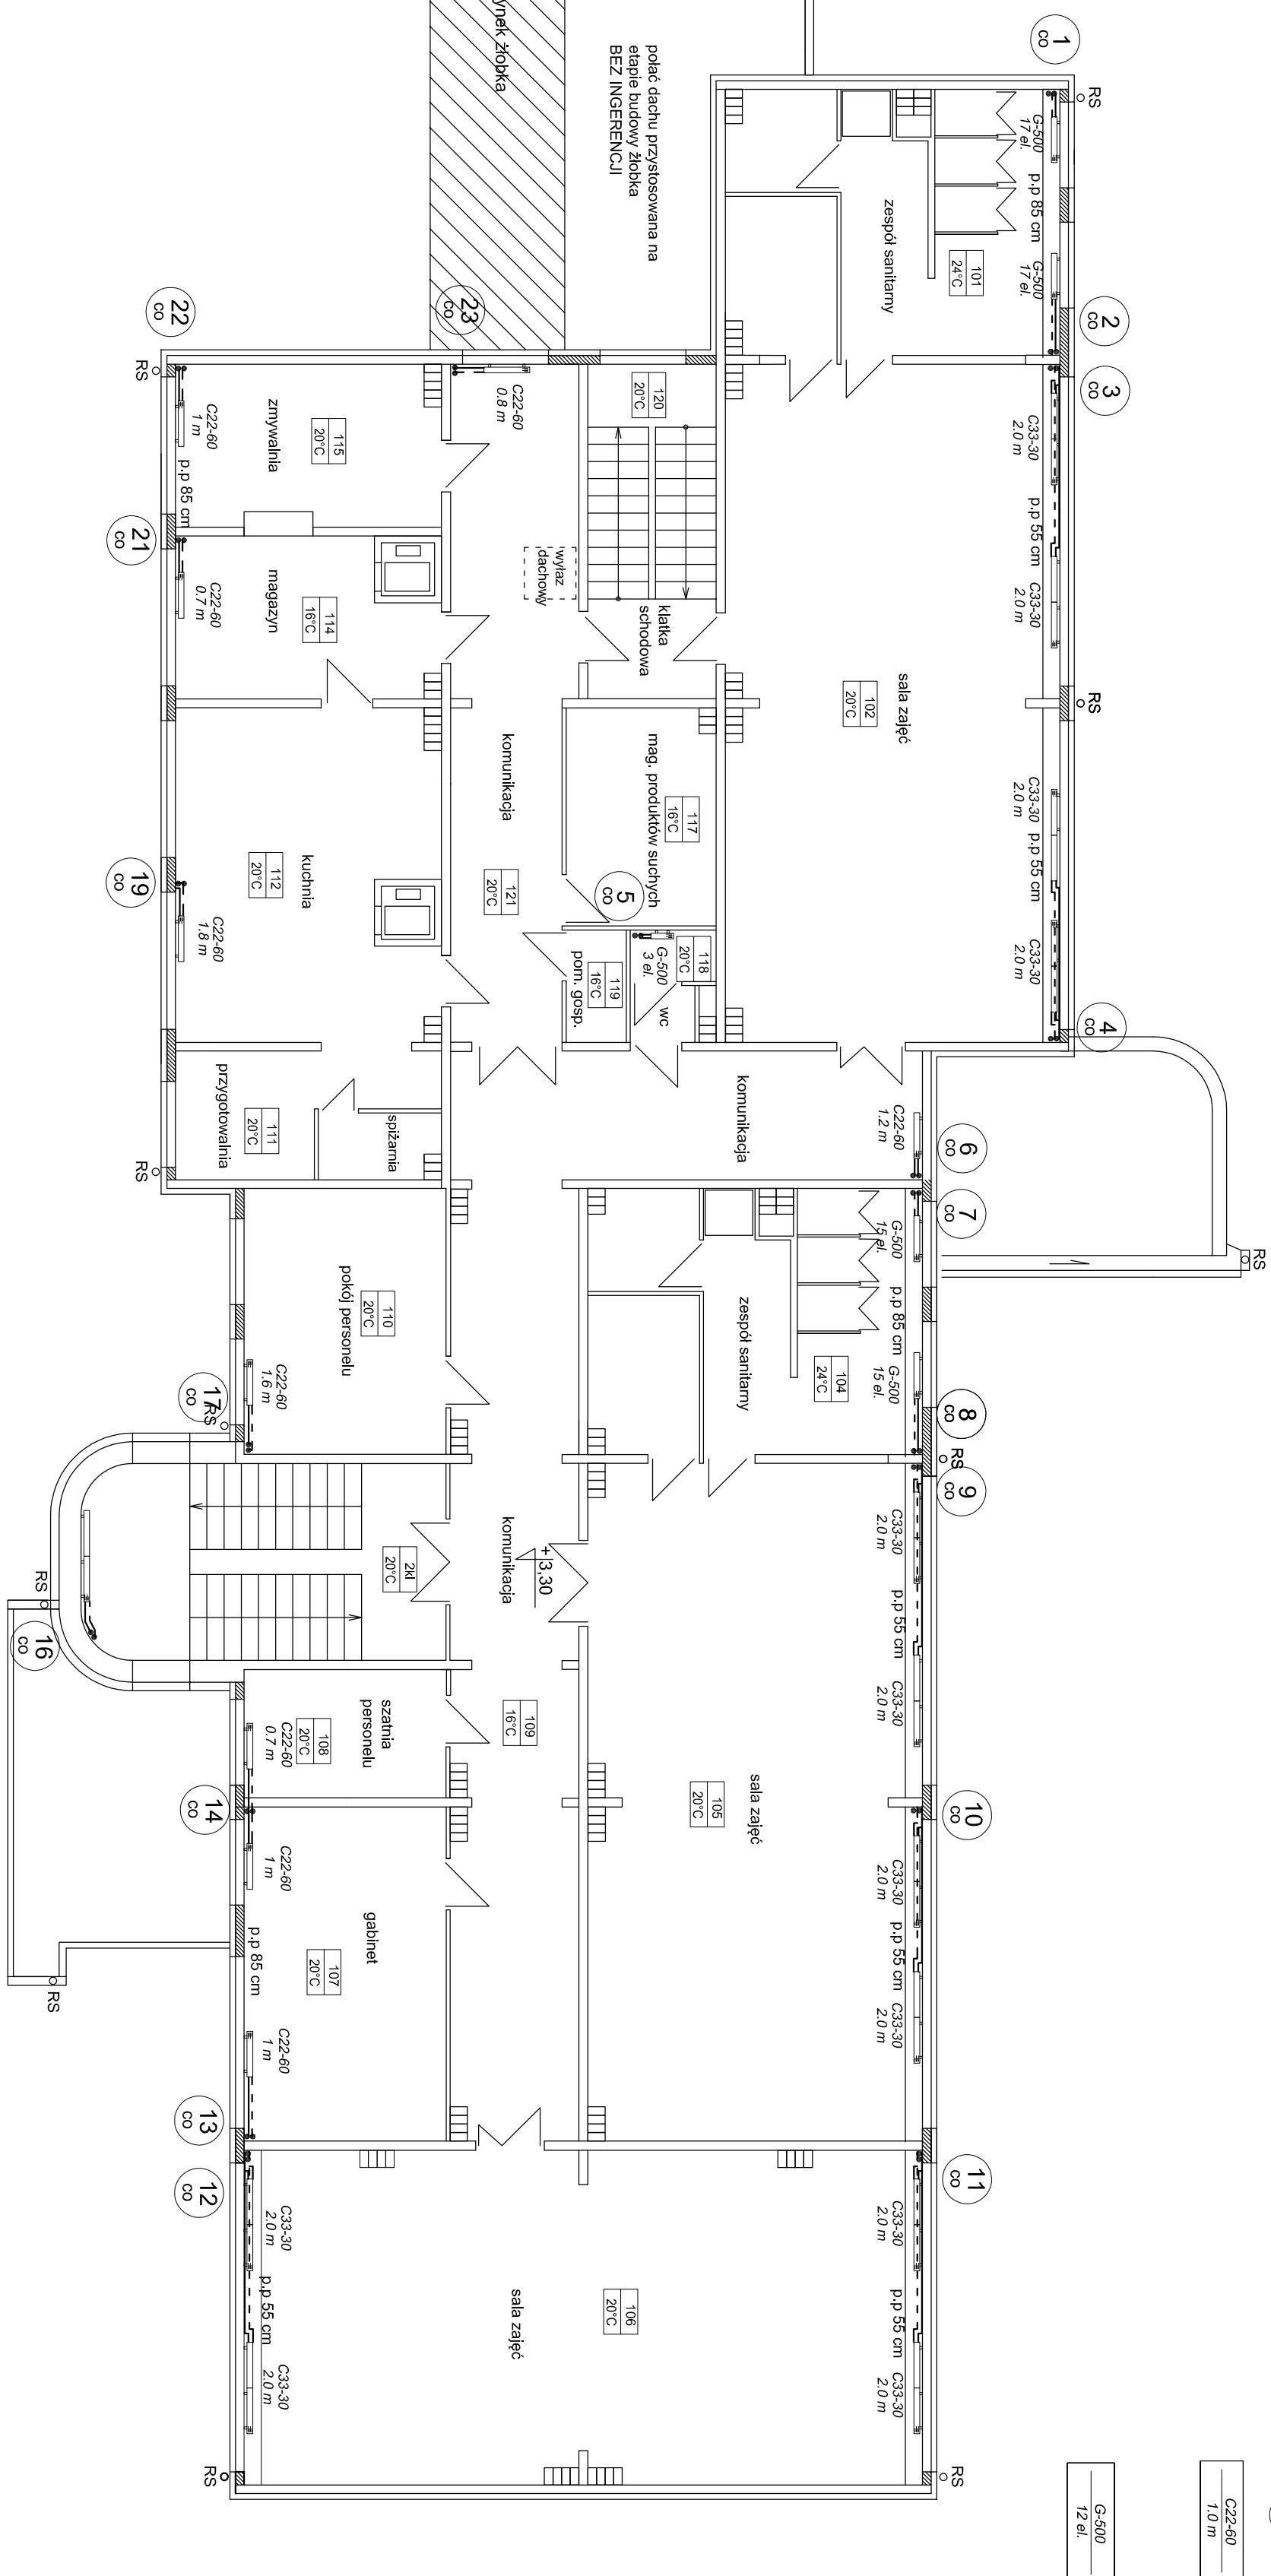 ynek żłobka
połać dachu przystosowana na
etapie budowy żłobka
BEZ INGERENCJI
1
co
RS
G-500
17 el.
p.p 85 cm
G-500
17 el.
zespół sanitarny
101
24°C
2
co
3
co
C33-30
2.0 m
p.p 55 cm
C33-30
2.0 m
RS
sala zajęć
102
20°C
C33-30
2.0 m
p.p 55 cm
C33-30
2.0 m
4
co
22
co
RS
23
co
C22-60
0.8 m
120
20°C
C22-60
1 m
zmywalnia
115
20°C
p.p 85 cm
21
co
C22-60
0.7 m
magazyn
114
16°C
wyłaz
dachowy
klatka
schodowa
komunikacja
mag. produktów suchych
117
16°C
121
20°C
5
co
kuchnia
112
20°C
19
co
C22-60
1.8 m
118
20°C
G-500
3 el.
wc
119
16°C
pom. gosp.
przygotowalnia
111
20°C
spiżarnia
RS
komunikacja
C22-60
1.2 m
6
co
7
co
RS
G-500
15 el.
p.p 85 cm
G-500
15 el.
zespół sanitarny
104
24°C
8
co
RS
9
co
pokój personelu
110
20°C
C22-60
1.6 m
17
co
RS
C33-30
2.0 m
p.p 55 cm
C33-30
2.0 m
komunikacja
+3,30
2kl
20°C
RS
16
co
109
16°C
szatnia
personelu
108
20°C
C22-60
0.7 m
14
co
sala zajęć
105
20°C
10
co
C33-30
2.0 m
p.p 55 cm
C33-30
2.0 m
C22-60
1 m
gabinet
107
20°C
p.p 85 cm
RS
C22-60
1 m
13
co
12
co
11
co
C33-30
2.0 m
p.p 55 cm
C33-30
2.0 m
C33-30
2.0 m
p.p 55 cm
C33-30
2.0 m
sala zajęć
106
20°C
RS
RS
G-500
12 el.
C22-60
1.0 m